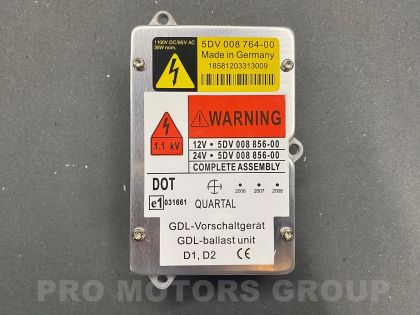 1100V DC/85V AC
35W nom.
5DV 008 764-00
Made in Germany
18581203313009
WARNING
1.1 kV
12V • 5DV 008 856-00
24V • 5DV 008 856-00
COMPLETE ASSEMBLY
DOT
2006 2007 2008
e1 031661
QUARTAL
GDL-Vorschaltgerät
GDL-ballast unit
D1, D2 CE
PRO MOTORS GROUP